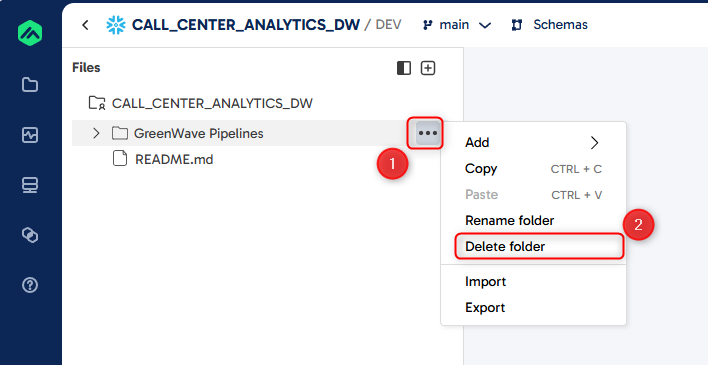 CALL_CENTER_ANALYTICS_DW / DEV main Schemas
Files
CALL_CENTER_ANALYTICS_DW
GreenWave Pipelines
README.md
1
Add
Copy CTRL + C
Paste CTRL + V
Rename folder
2
Delete folder
Import
Export